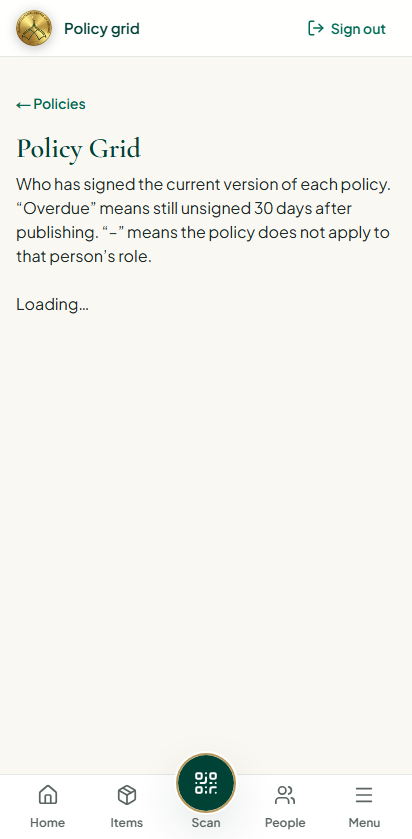 Policy grid
Sign out
← Policies
Policy Grid
Who has signed the current version of each policy.
“Overdue” means still unsigned 30 days after
publishing. “–” means the policy does not apply to
that person’s role.
Loading…
Home
Items
Scan
People
Menu